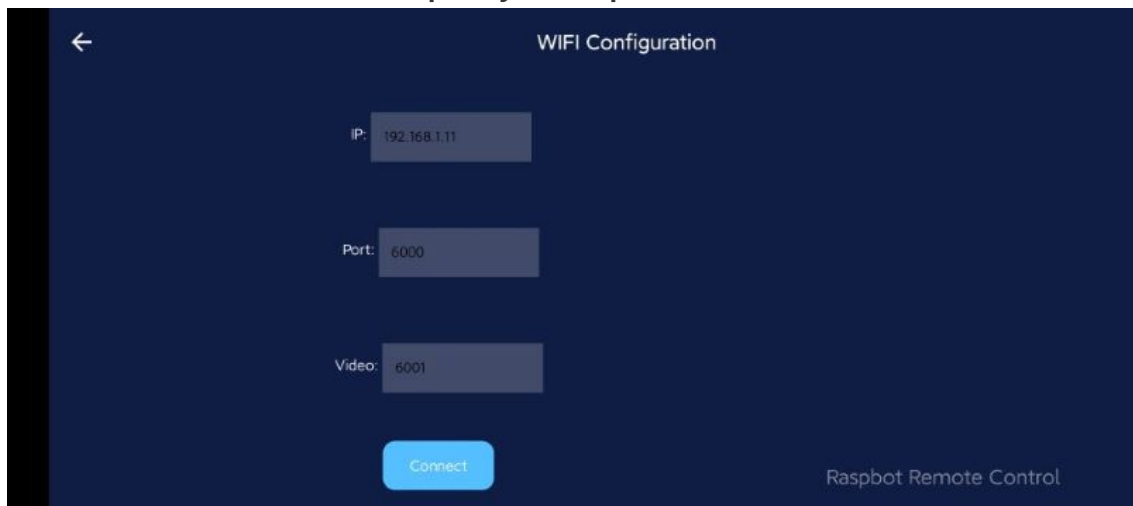 WIFI Configuration
IP: 192.168.1.11
Port: 6000
Video: 6001
Connect
Raspbot Remote Control